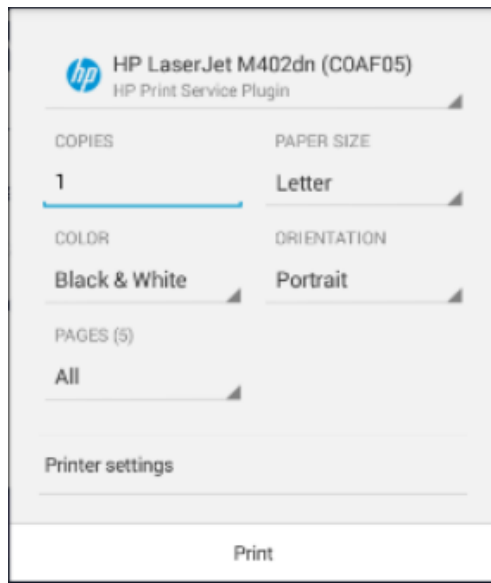 hp
HP LaserJet M402dn (C0AF05)
HP Print Service Plugin
COPIES
PAPER SIZE
1
Letter
COLOR
ORIENTATION
Black & White
Portrait
PAGES (5)
All
Printer settings
Print